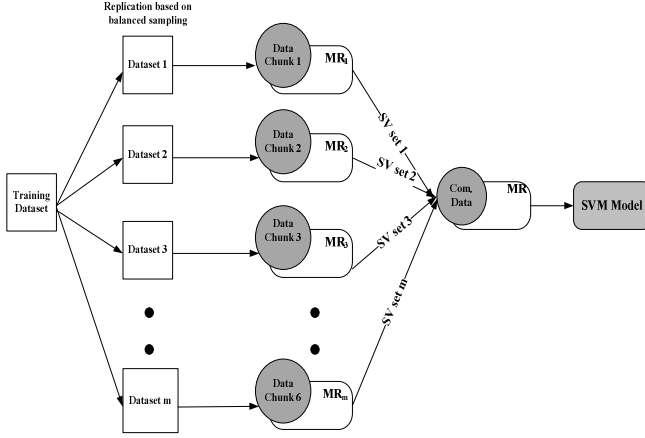 Replication based on
balanced sampling
Training
Dataset
Dataset 1
Data
Chunk 1
MR1
SV set 1
Dataset 2
Data
Chunk 2
MR2
SV set 2
Dataset 3
Data
Chunk 3
MR3
SV set 3
Dataset m
Data
Chunk 6
MRm
SV set m
Com.
Data
MR
SVM Model